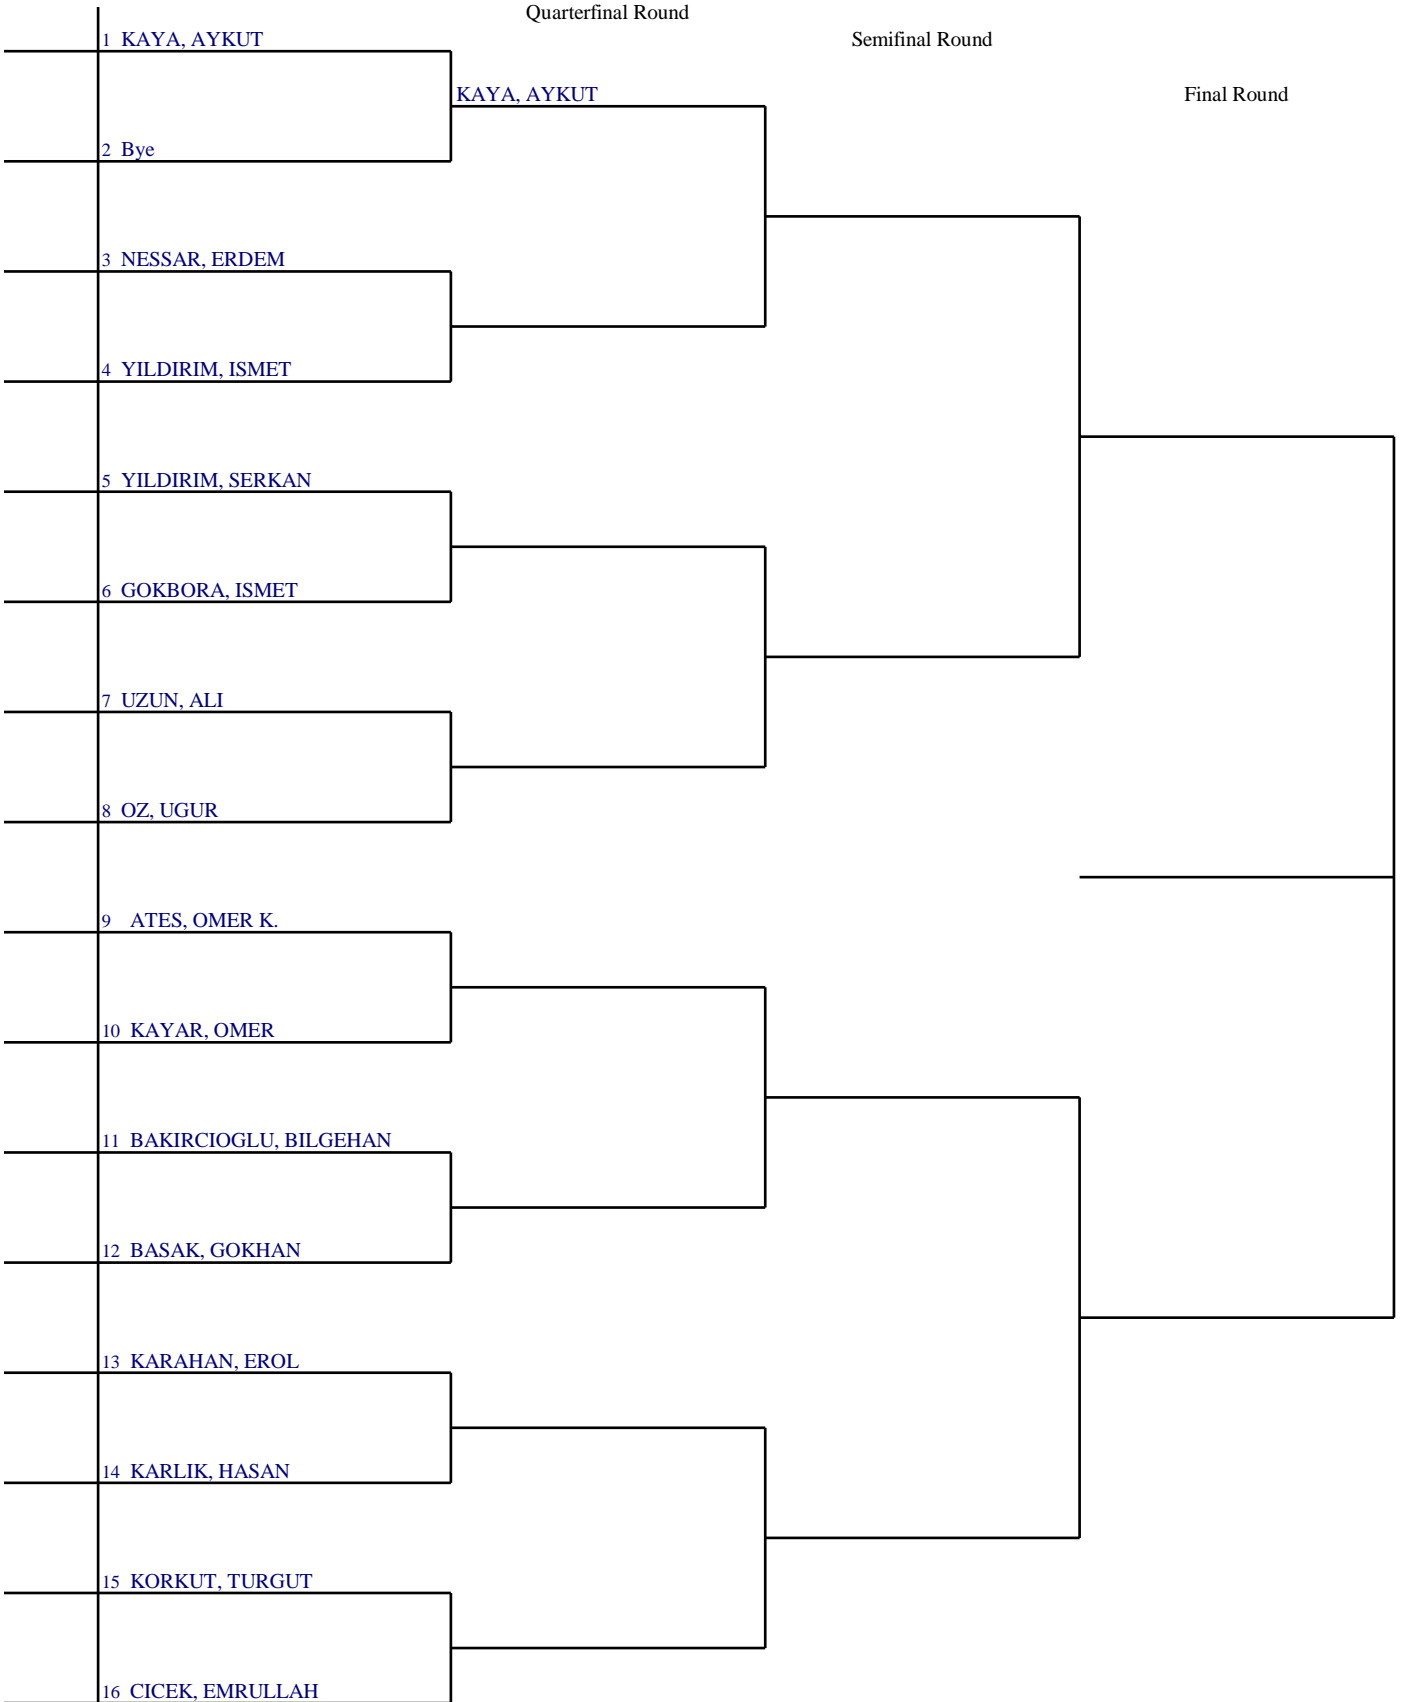 Quarterfinal Round
1 KAYA, AYKUT
Semifinal Round
KAYA, AYKUT
Final Round
2 Bye
3 NESSAR, ERDEM
4 YILDIRIM, ISMET
5 YILDIRIM, SERKAN
6 GOKBORA, ISMET
7 UZUN, ALI
8 OZ, UGUR
9 ATES, OMER K.
10 KAYAR, OMER
11 BAKIRCIOGLU, BILGEHAN
12 BASAK, GOKHAN
13 KARAHAN, EROL
14 KARLIK, HASAN
15 KORKUT, TURGUT
16 CICEK, EMRULLAH